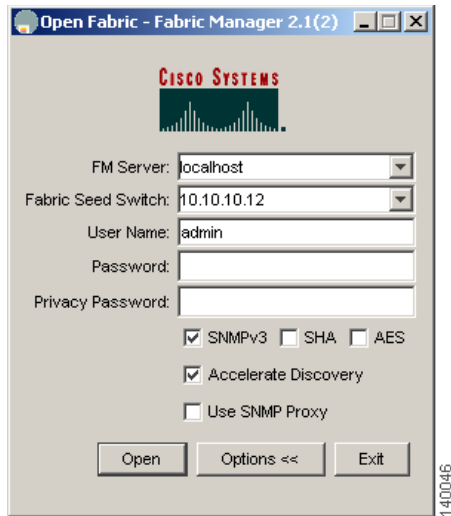 Open Fabric - Fabric Manager 2.1(2)
CISCO SYSTEMS
FM Server: localhost
Fabric Seed Switch: 10.10.10.12
User Name: admin
Password:
Privacy Password:
SNMPv3 SHA AES
Accelerate Discovery
Use SNMP Proxy
Open Options << Exit
140046